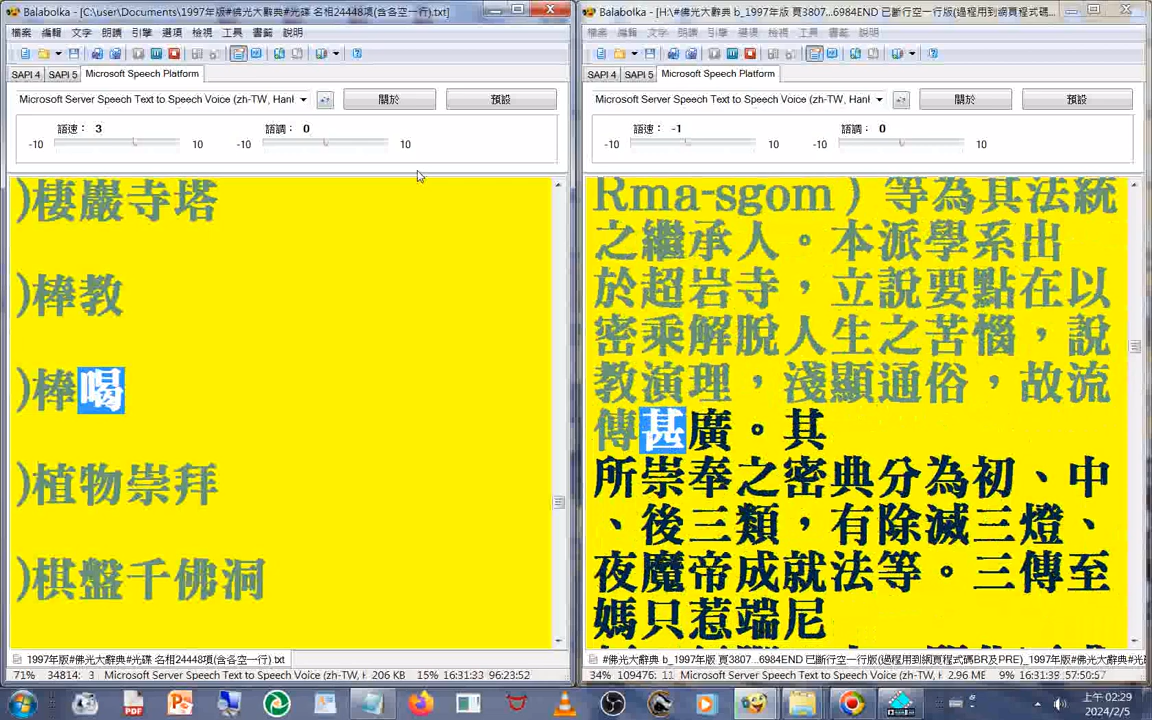 Balabolka - [C:\user\Documents\1997年版#佛光大辭典#光碟 名相24448項(含各空一行).txt]
檔案 編輯 文字 朗讀 引擎 選項 檢視 工具 書籤 說明
SAPI 4 SAPI 5 Microsoft Speech Platform
Microsoft Server Speech Text to Speech Voice (zh-TW, HanH
關於
預設
語速： 3
語調： 0
-10 10 -10 10
)棲巖寺塔
)棒教
)棒喝
)植物崇拜
)棋盤千佛洞
1997年版#佛光大辭典#光碟 名相24448項(含各空一行).txt
71% 34818: 3 Microsoft Server Speech Text to Speech Voice (zh-TW, H 206 KB 15% 16:31:33 96:23:52
Balabolka - [H:\#佛光大辭典 b_1997年版 頁3807...6984END 已斷行空一行版(過程用到網頁程式碼...
檔案 編輯 文字 朗讀 引擎 選項 檢視 工具 書籤 說明
SAPI 4 SAPI 5 Microsoft Speech Platform
Microsoft Server Speech Text to Speech Voice (zh-TW, HanH
關於
預設
語速： -1
語調： 0
-10 10 -10 10
Rma-sgom ）等為其法統
之繼承人。本派學系出
於超岩寺，立說要點在以
密乘解脫人生之苦惱，說
教演理，淺顯通俗，故流
傳甚廣。其
所崇奉之密典分為初、中
、後三類，有除滅三燈、
夜魔帝成就法等。三傳至
媽只惹端尼
#佛光大辭典 b_1997年版 頁3807...6984END 已斷行空一行版(過程用到網頁程式碼BR及PRE)_1997年版#光
34% 109476: 11 Microsoft Server Speech Text to Speech Voice (zh-TW, H 2.96 MB 9% 16:31:39 57:50:57
上午 02:29
2024/2/5